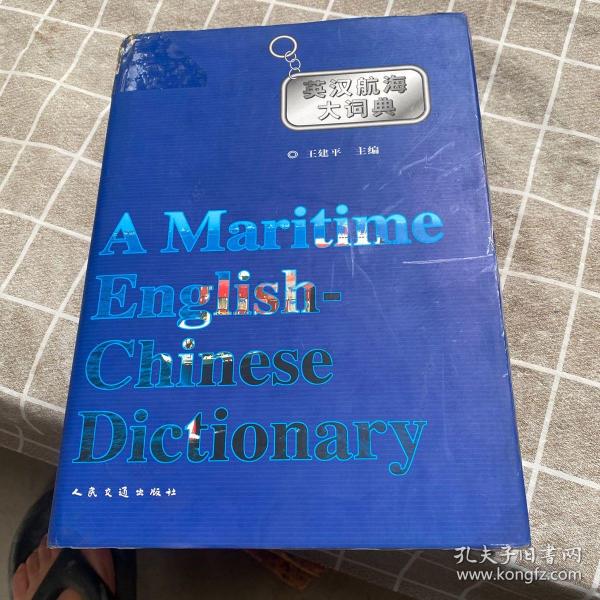 英汉航海
大词典
◎ 王建平 主编
A Maritime
English-
Chinese
Dictionary
人民交通出版社
孔夫子旧书网
www.kongfz.com